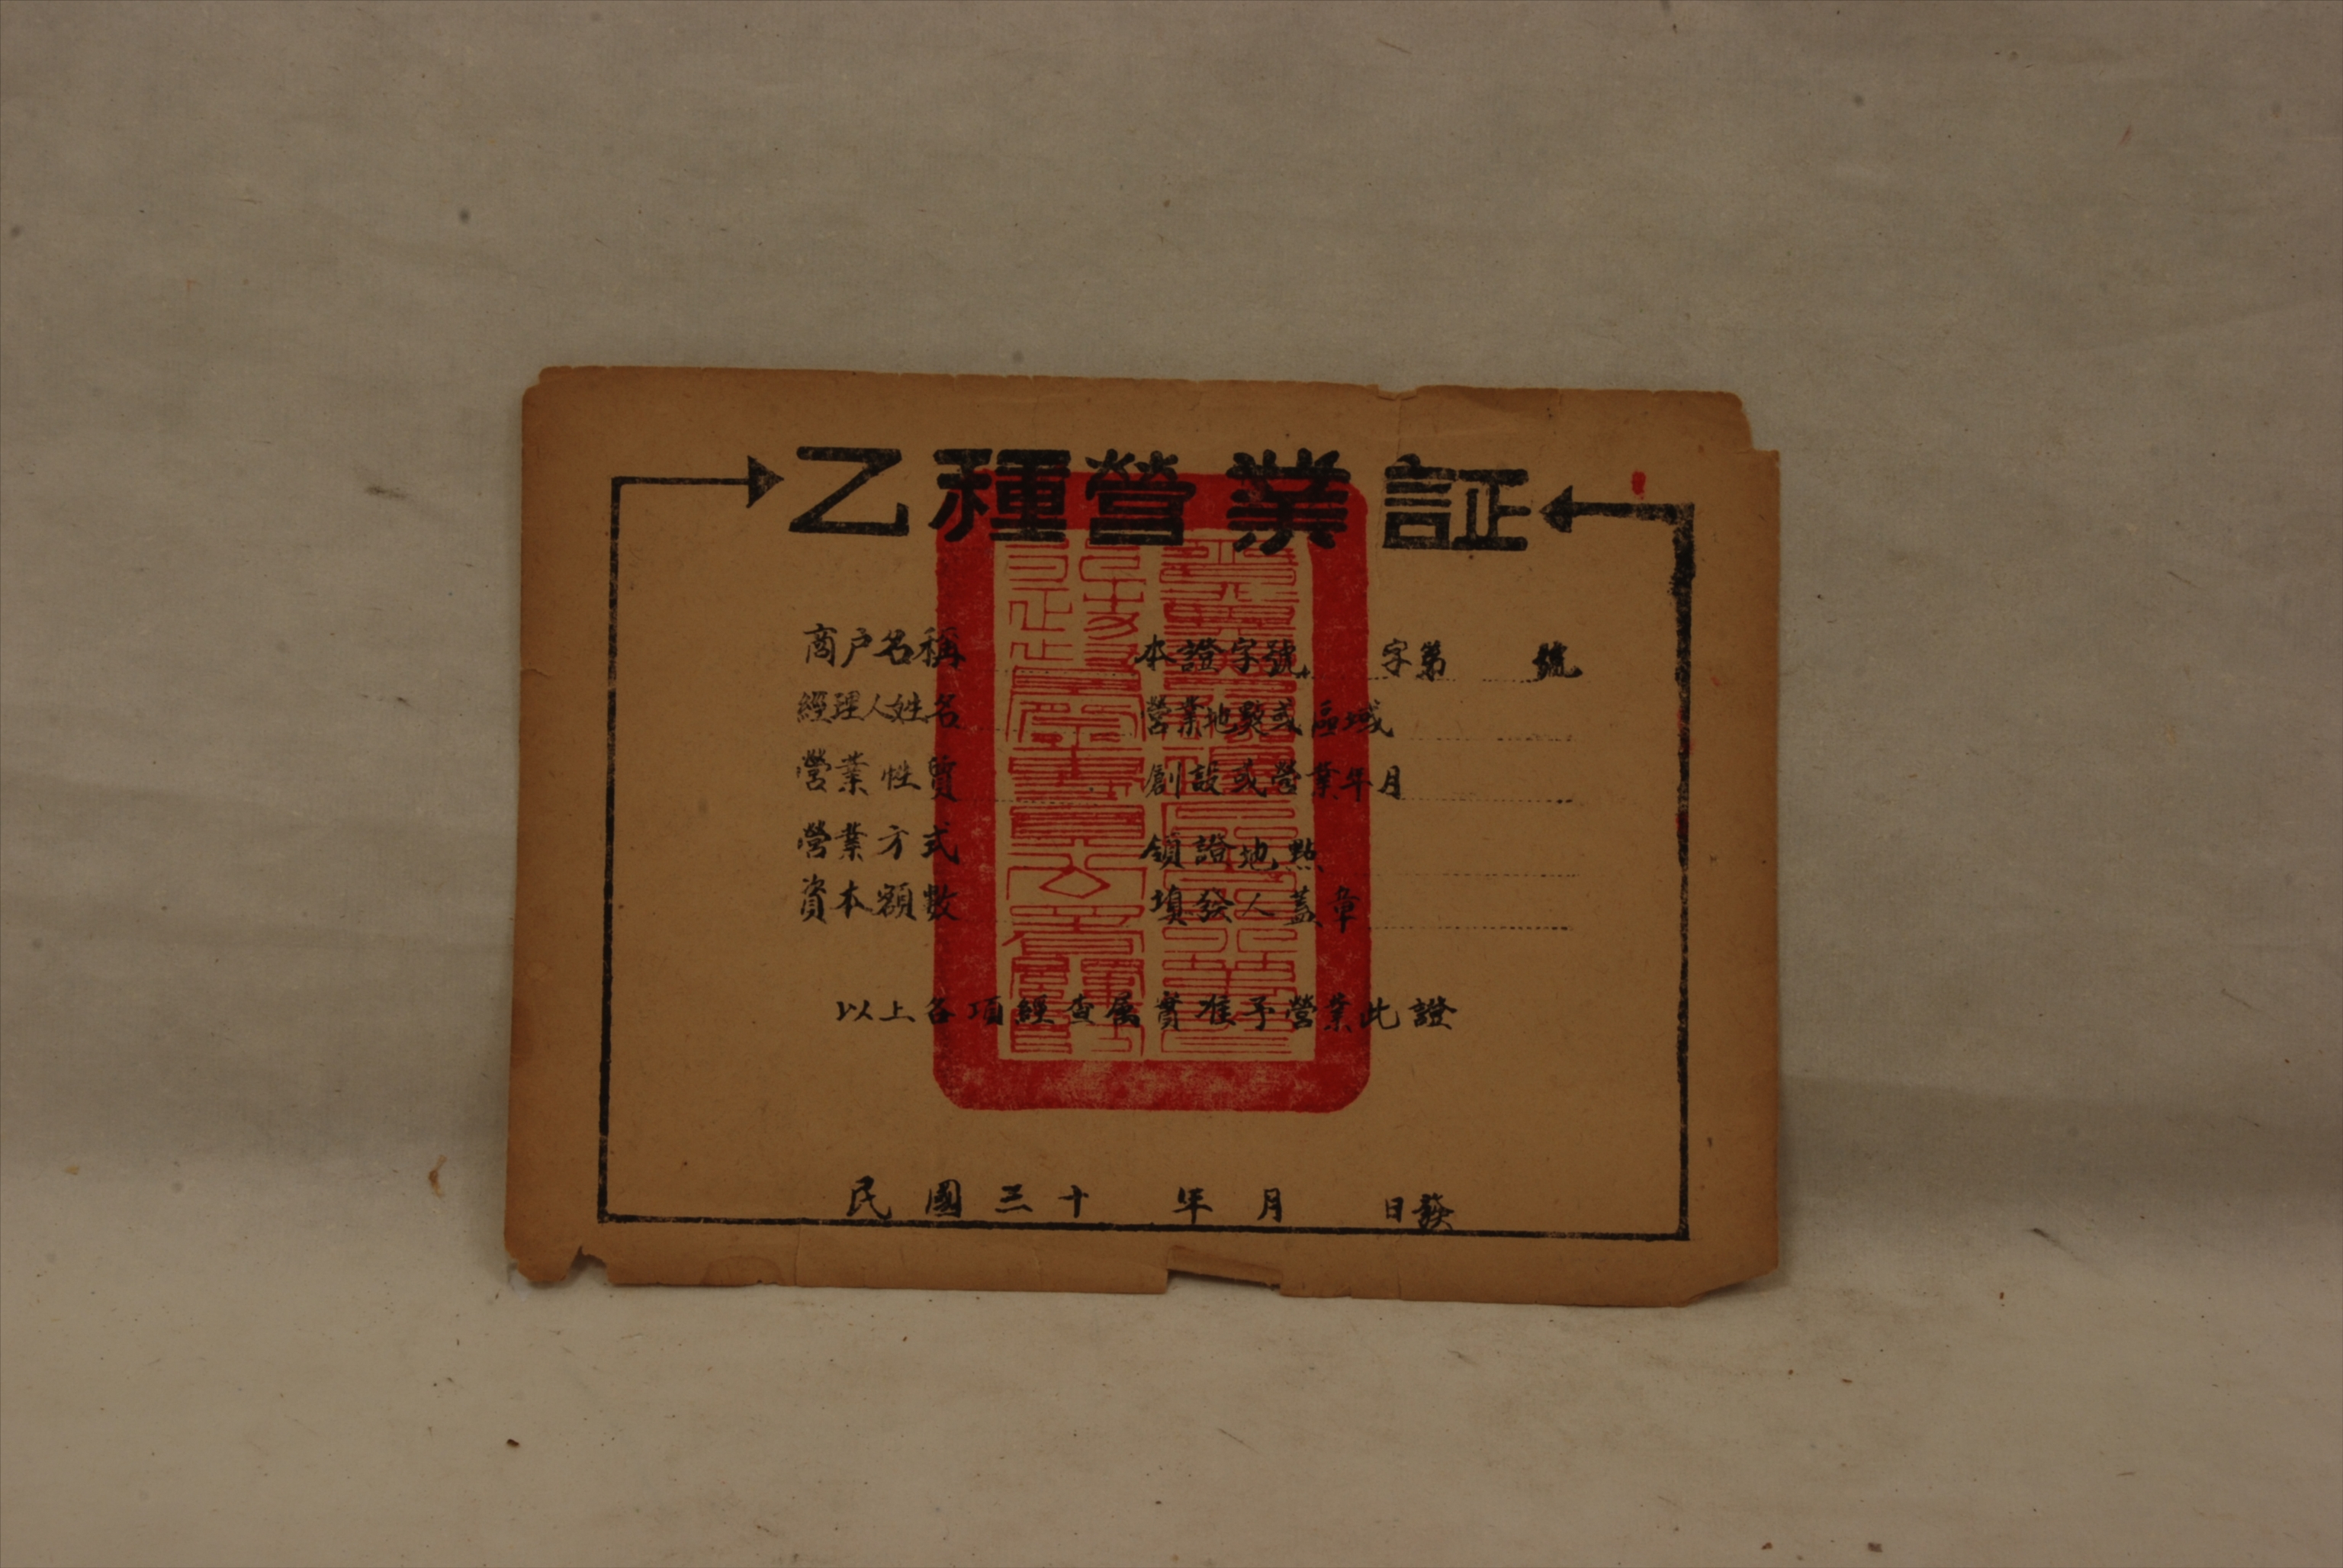 乙種營業証
商户名稱 本證字號 字第 號
經理人姓名 營業地點或區域
營業性質 創設或營業年月
營業方式 領證地點
資本額數 填發人蓋章
以上各項經查属實准予營業此證
民國三十 年 月 日發